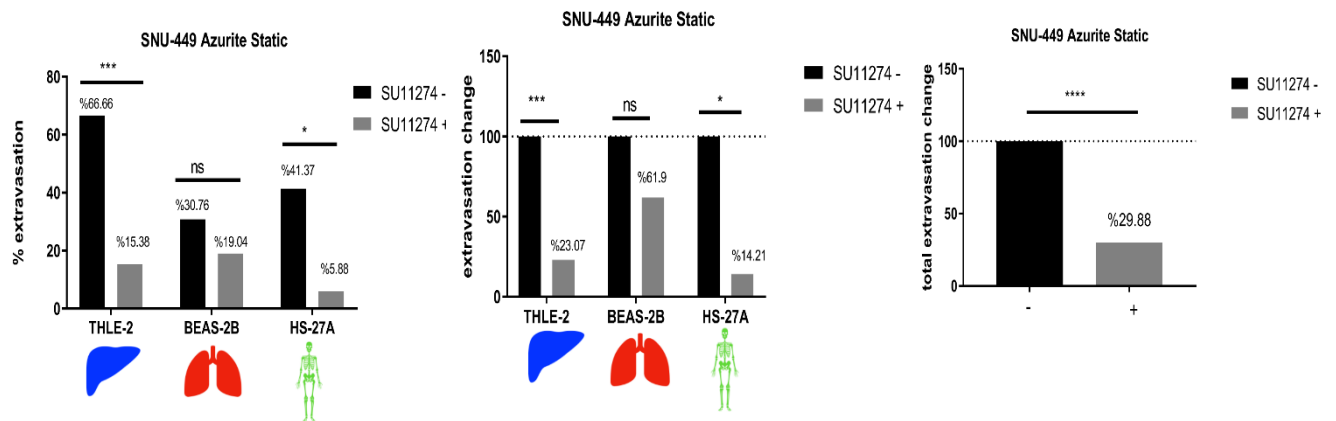 SNU-449 Azurite Static
% extravasation
80
60
40
20
0
***
%66.66
%15.38
ns
%30.76
%19.04
*
%41.37
%5.88
SU11274 -
SU11274 +
THLE-2
BEAS-2B
HS-27A
SNU-449 Azurite Static
extravasation change
150
100
50
0
***
%23.07
ns
%61.9
*
%14.21
SU11274 -
SU11274 +
THLE-2
BEAS-2B
HS-27A
SNU-449 Azurite Static
total extravasation change
150
100
50
0
****
%29.88
SU11274 -
SU11274 +
-
+